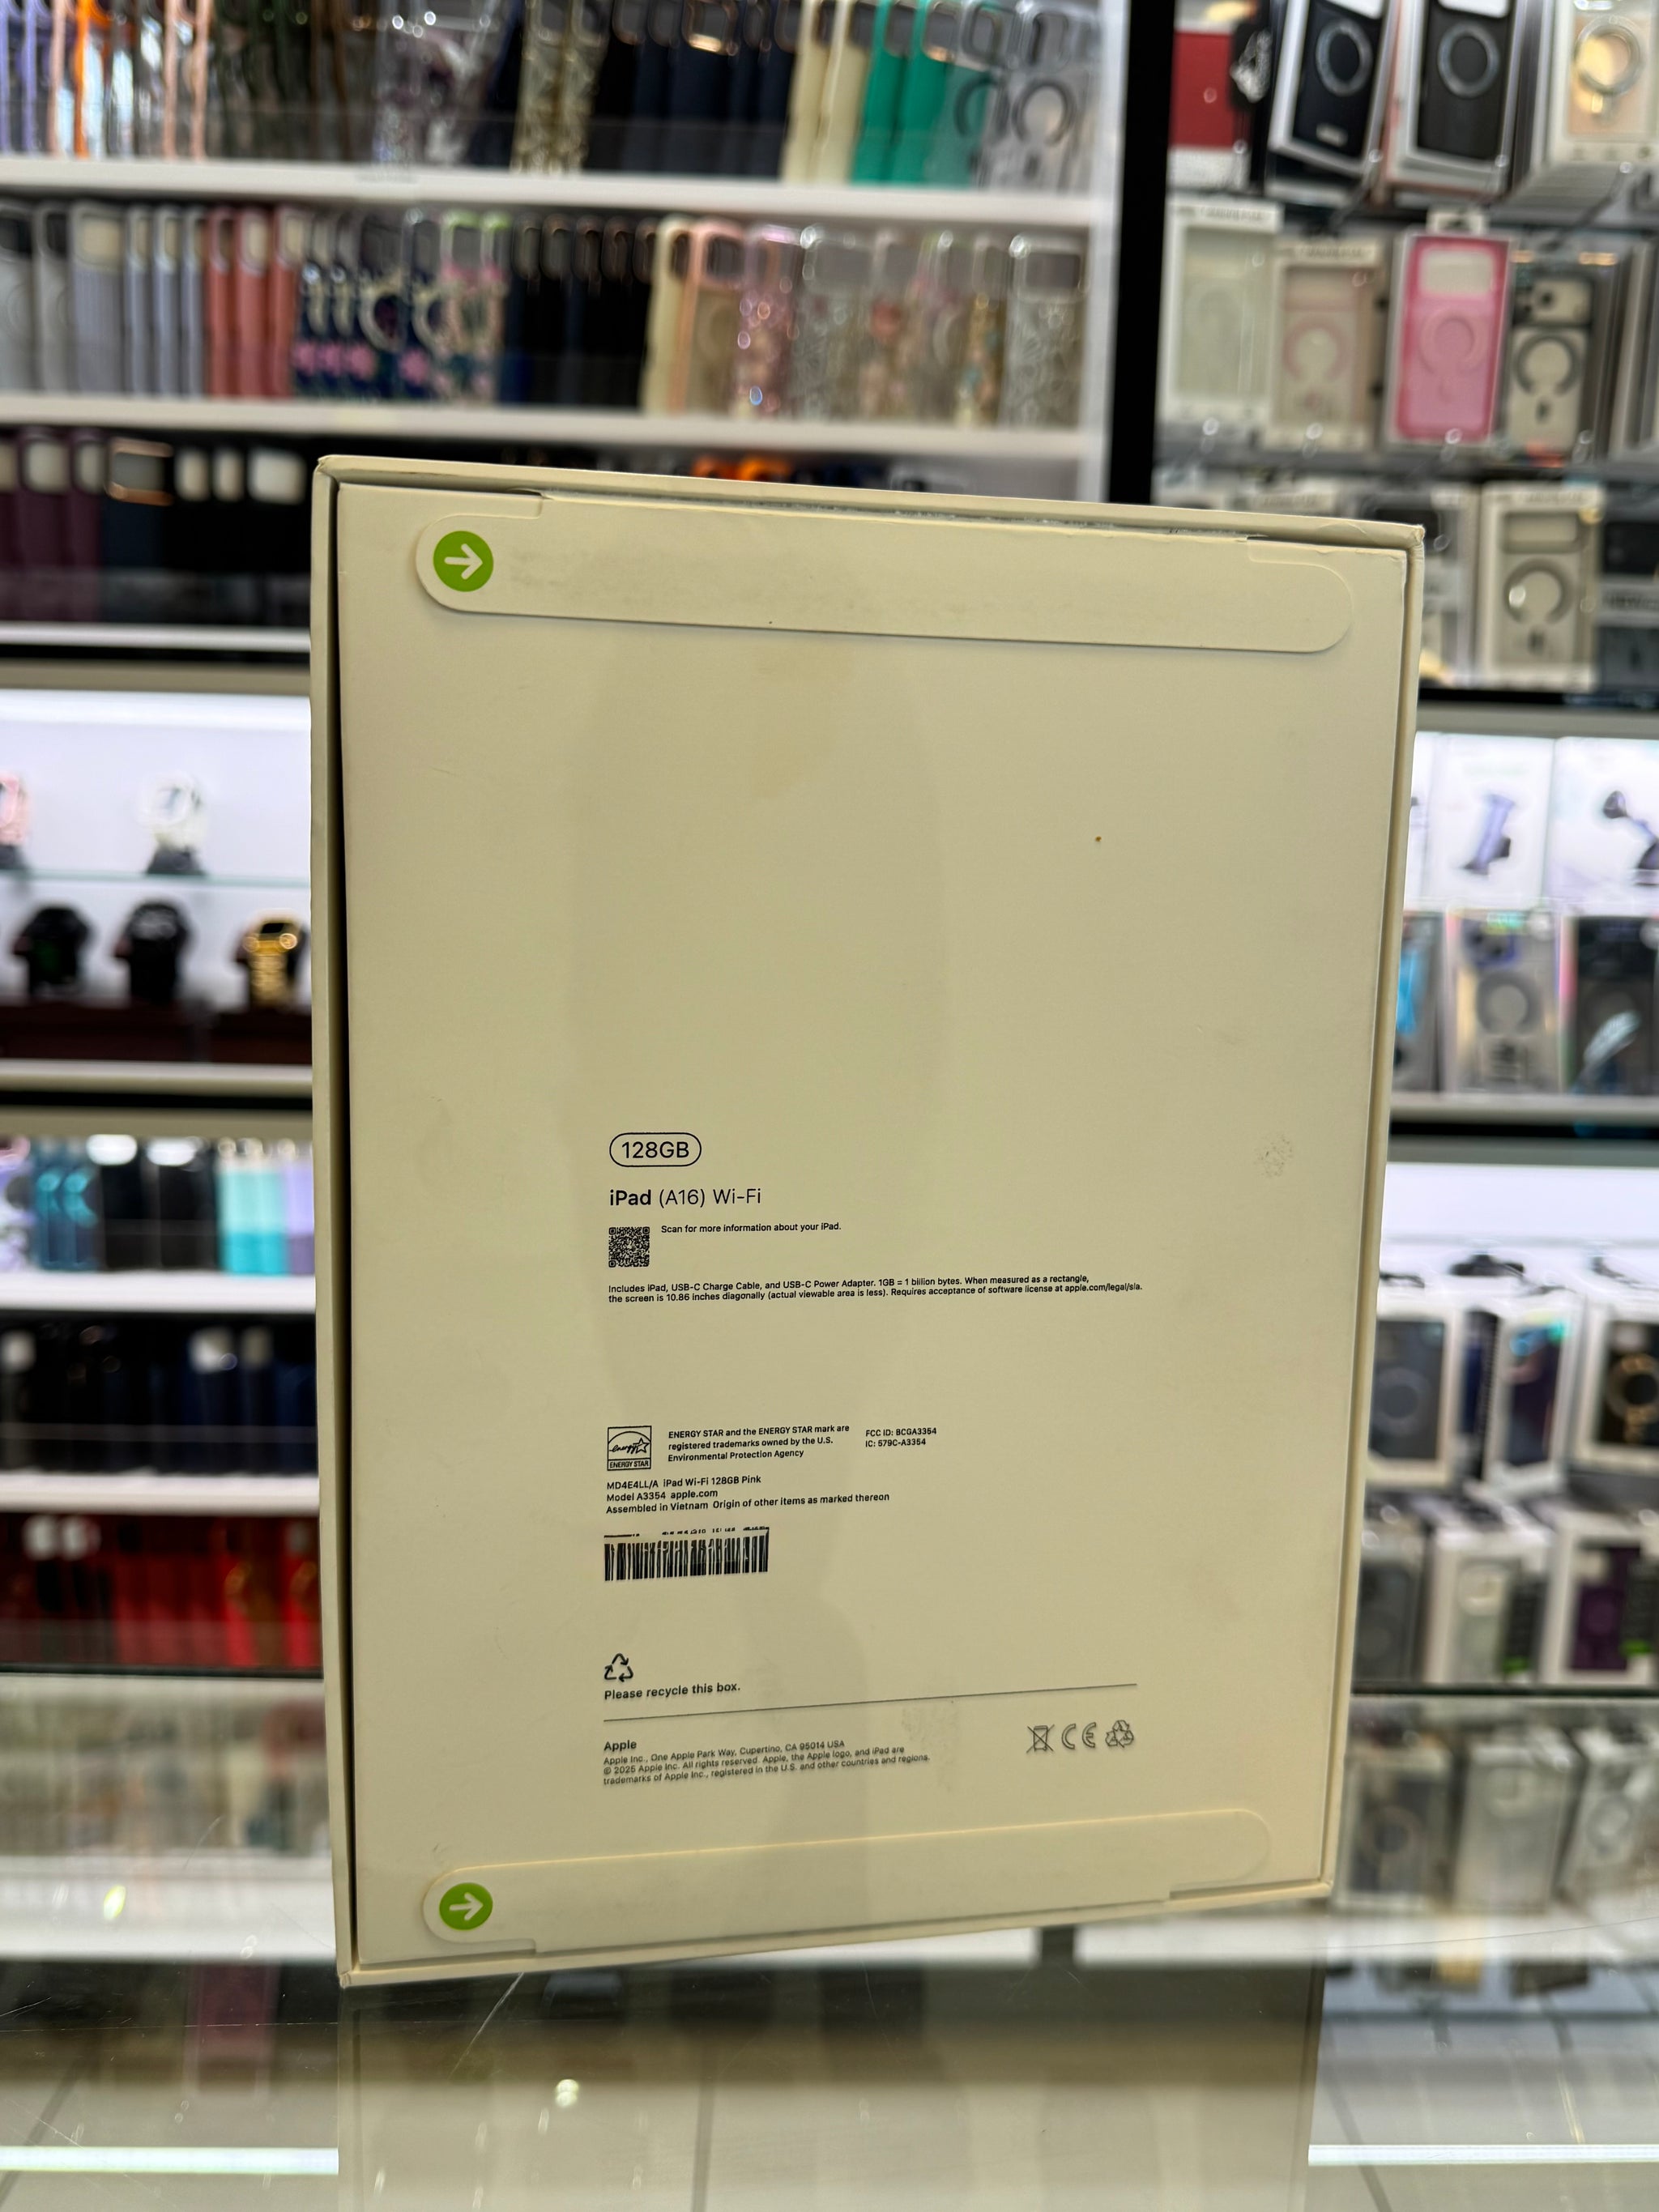 128GB
iPad (A16) Wi-Fi
Scan for more information about your iPad.
Includes iPad, USB-C Charge Cable, and USB-C Power Adapter. 1GB = 1 billion bytes. When measured as a rectangle,
the screen is 10.86 inches diagonally (actual viewable area is less). Requires acceptance of software license at apple.com/legal/sla.
energy
ENERGY STAR
ENERGY STAR and the ENERGY STAR mark are
registered trademarks owned by the U.S.
Environmental Protection Agency
FCC ID: BCGA3354
IC: 579C-A3354
MD4E4LL/A iPad Wi-Fi 128GB Pink
Model A3354 apple.com
Assembled in Vietnam Origin of other items as marked thereon
Please recycle this box.
Apple
Apple Inc., One Apple Park Way, Cupertino, CA 95014 USA
© 2025 Apple Inc. All rights reserved. Apple, the Apple logo, and iPad are
trademarks of Apple Inc., registered in the U.S. and other countries and regions.
CE